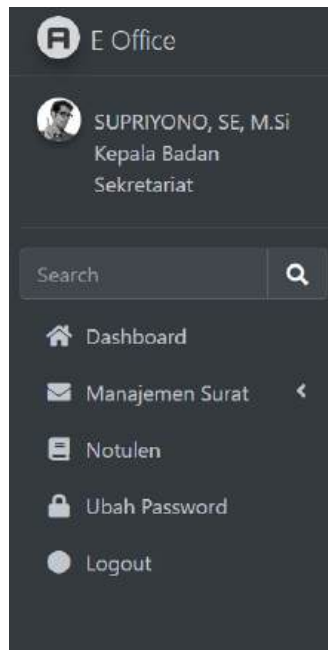 E Office
SUPRIYONO, SE, M.Si
Kepala Badan
Sekretariat
Search
Dashboard
Manajemen Surat
Notulen
Ubah Password
Logout